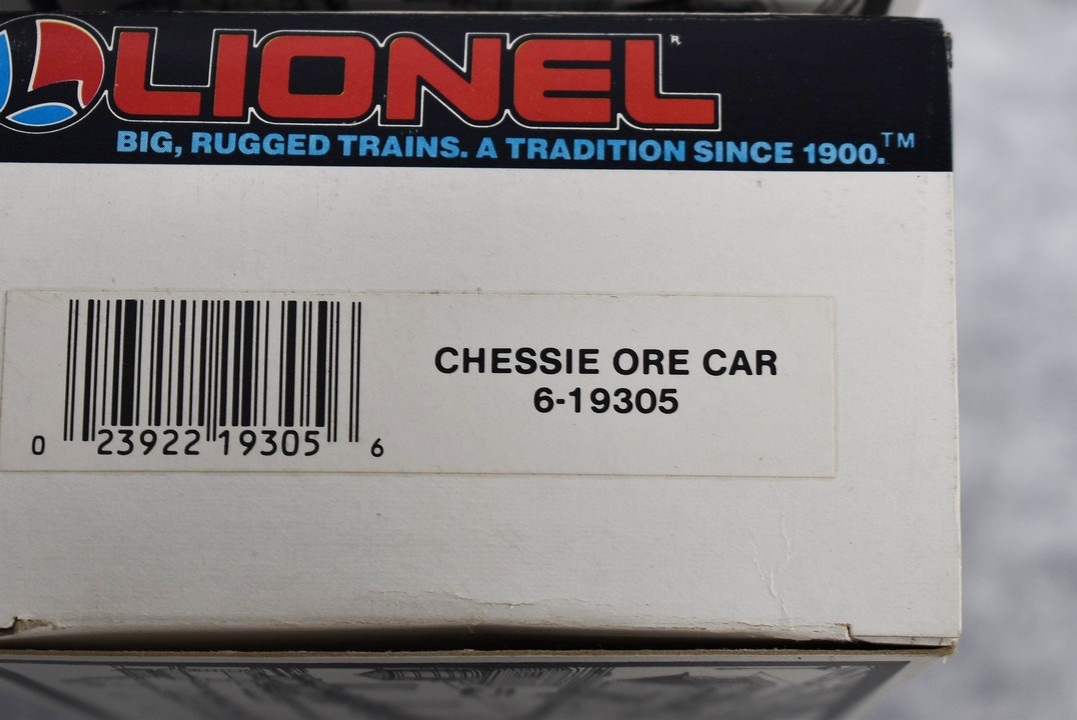 LIONEL®
BIG, RUGGED TRAINS. A TRADITION SINCE 1900.™
CHESSIE ORE CAR
6-19305
0 23922 19305 6